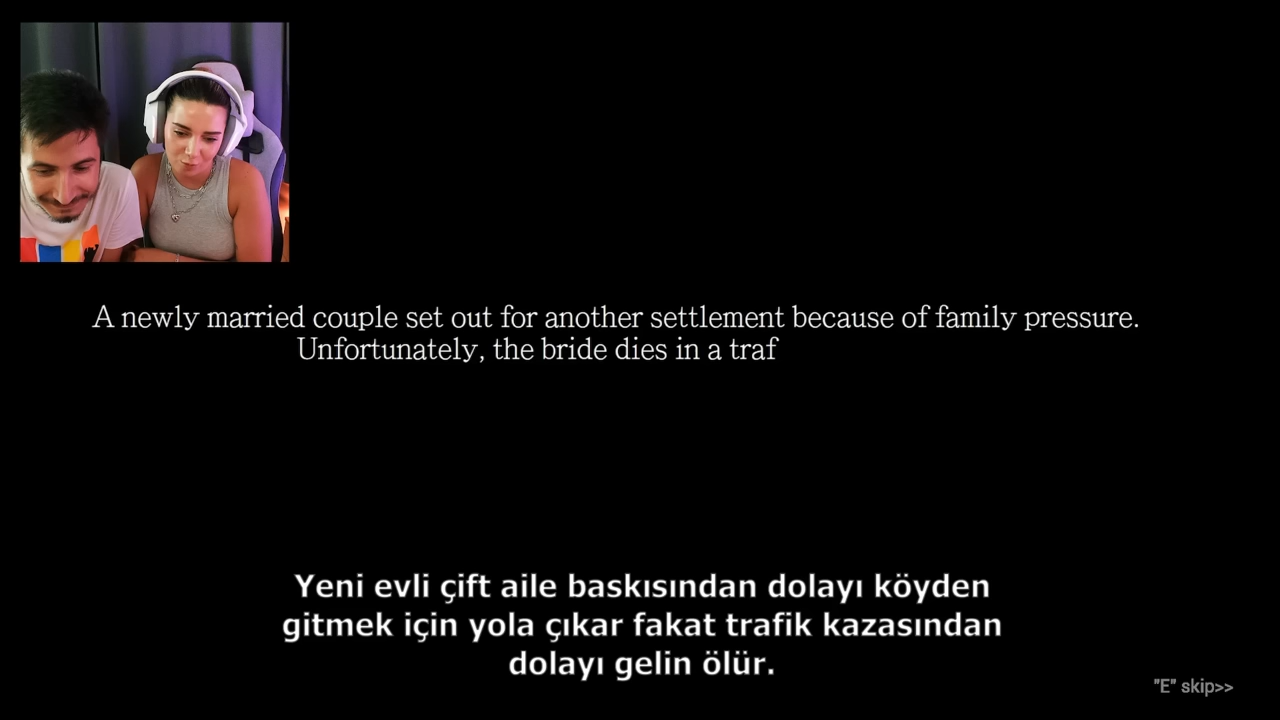 A newly married couple set out for another settlement because of family pressure.
Unfortunately, the bride dies in a traf
Yeni evli çift aile baskısından dolayı köyden
gitmek için yola çıkar fakat trafik kazasından
dolayı gelin ölür.
"E" skip>>